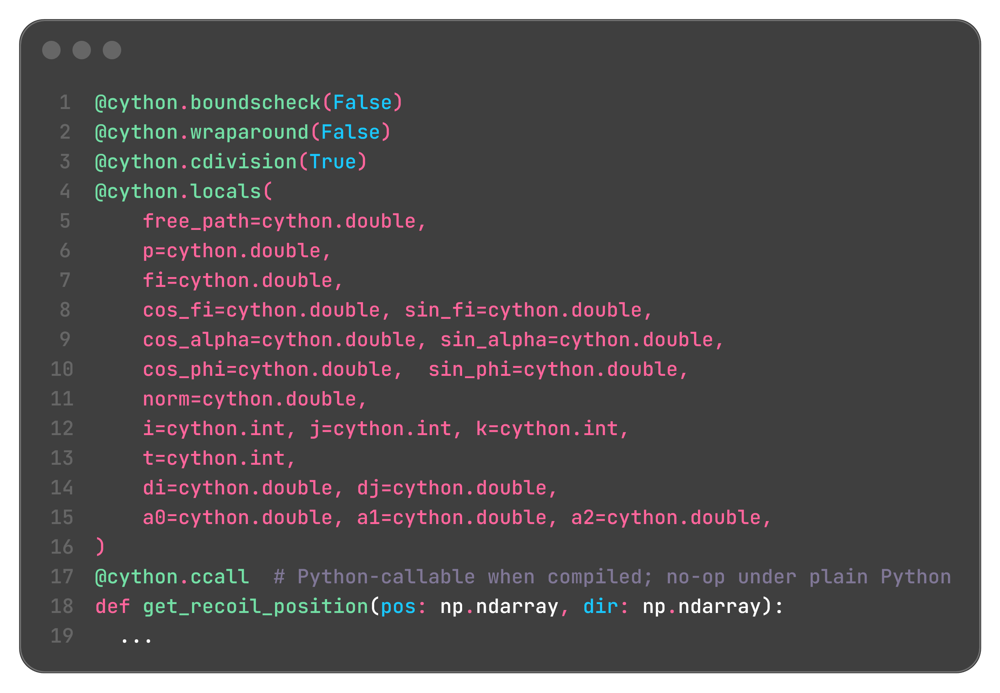 1 @cython.boundscheck(False)
2 @cython.wraparound(False)
3 @cython.cdivision(True)
4 @cython.locals(
5     free_path=cython.double,
6     p=cython.double,
7     fi=cython.double,
8     cos_fi=cython.double, sin_fi=cython.double,
9     cos_alpha=cython.double, sin_alpha=cython.double,
10     cos_phi=cython.double,  sin_phi=cython.double,
11     norm=cython.double,
12     i=cython.int, j=cython.int, k=cython.int,
13     t=cython.int,
14     di=cython.double, dj=cython.double,
15     a0=cython.double, a1=cython.double, a2=cython.double,
16 )
17 @cython.ccall  # Python-callable when compiled; no-op under plain Python
18 def get_recoil_position(pos: np.ndarray, dir: np.ndarray):
19   ...